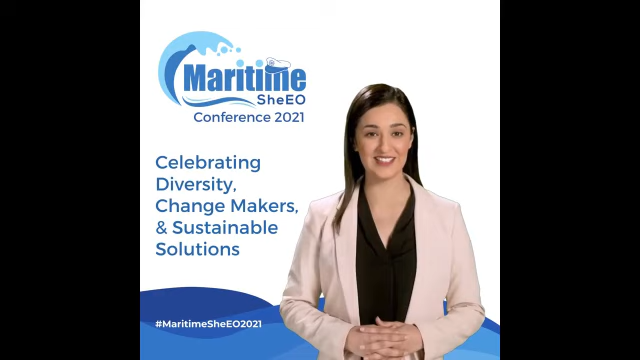 Maritime
SheEO
Conference 2021
Celebrating
Diversity,
Change Makers,
& Sustainable
Solutions
#MaritimeSheEO2021